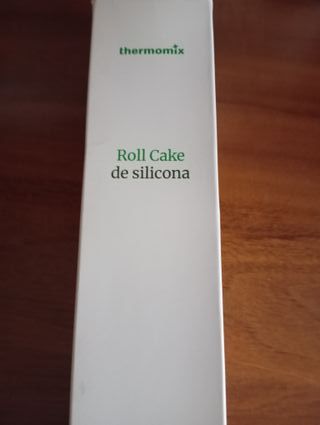 thermomix
Roll Cake
de silicona